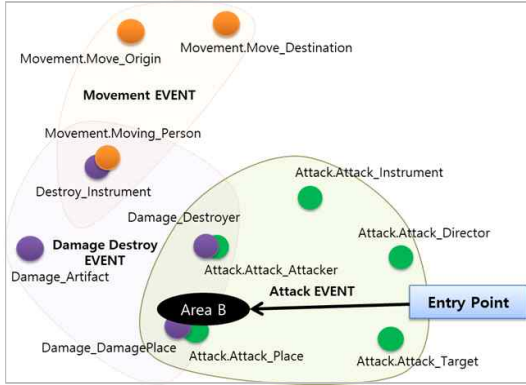 Movement.Move_Origin
Movement.Move_Destination
Movement EVENT
Movement.Moving_Person
Destroy_Instrument
Attack.Attack_Instrument
Damage_Destroyer
Attack.Attack_Director
Damage Destroy
EVENT
Damage_Artifact
Attack.Attack_Attacker
Attack EVENT
Entry Point
Area B
Damage_DamagePlace
Attack.Attack_Place
Attack.Attack_Target